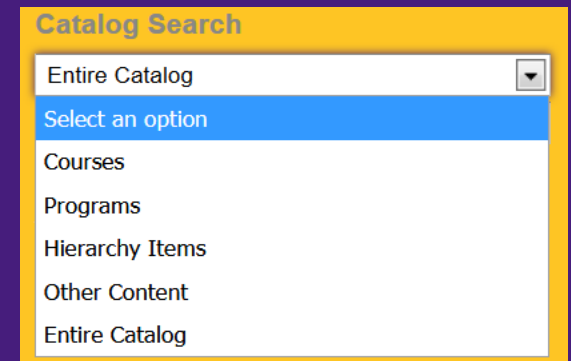 Catalog Search
Entire Catalog
Select an option
Courses
Programs
Hierarchy Items
Other Content
Entire Catalog